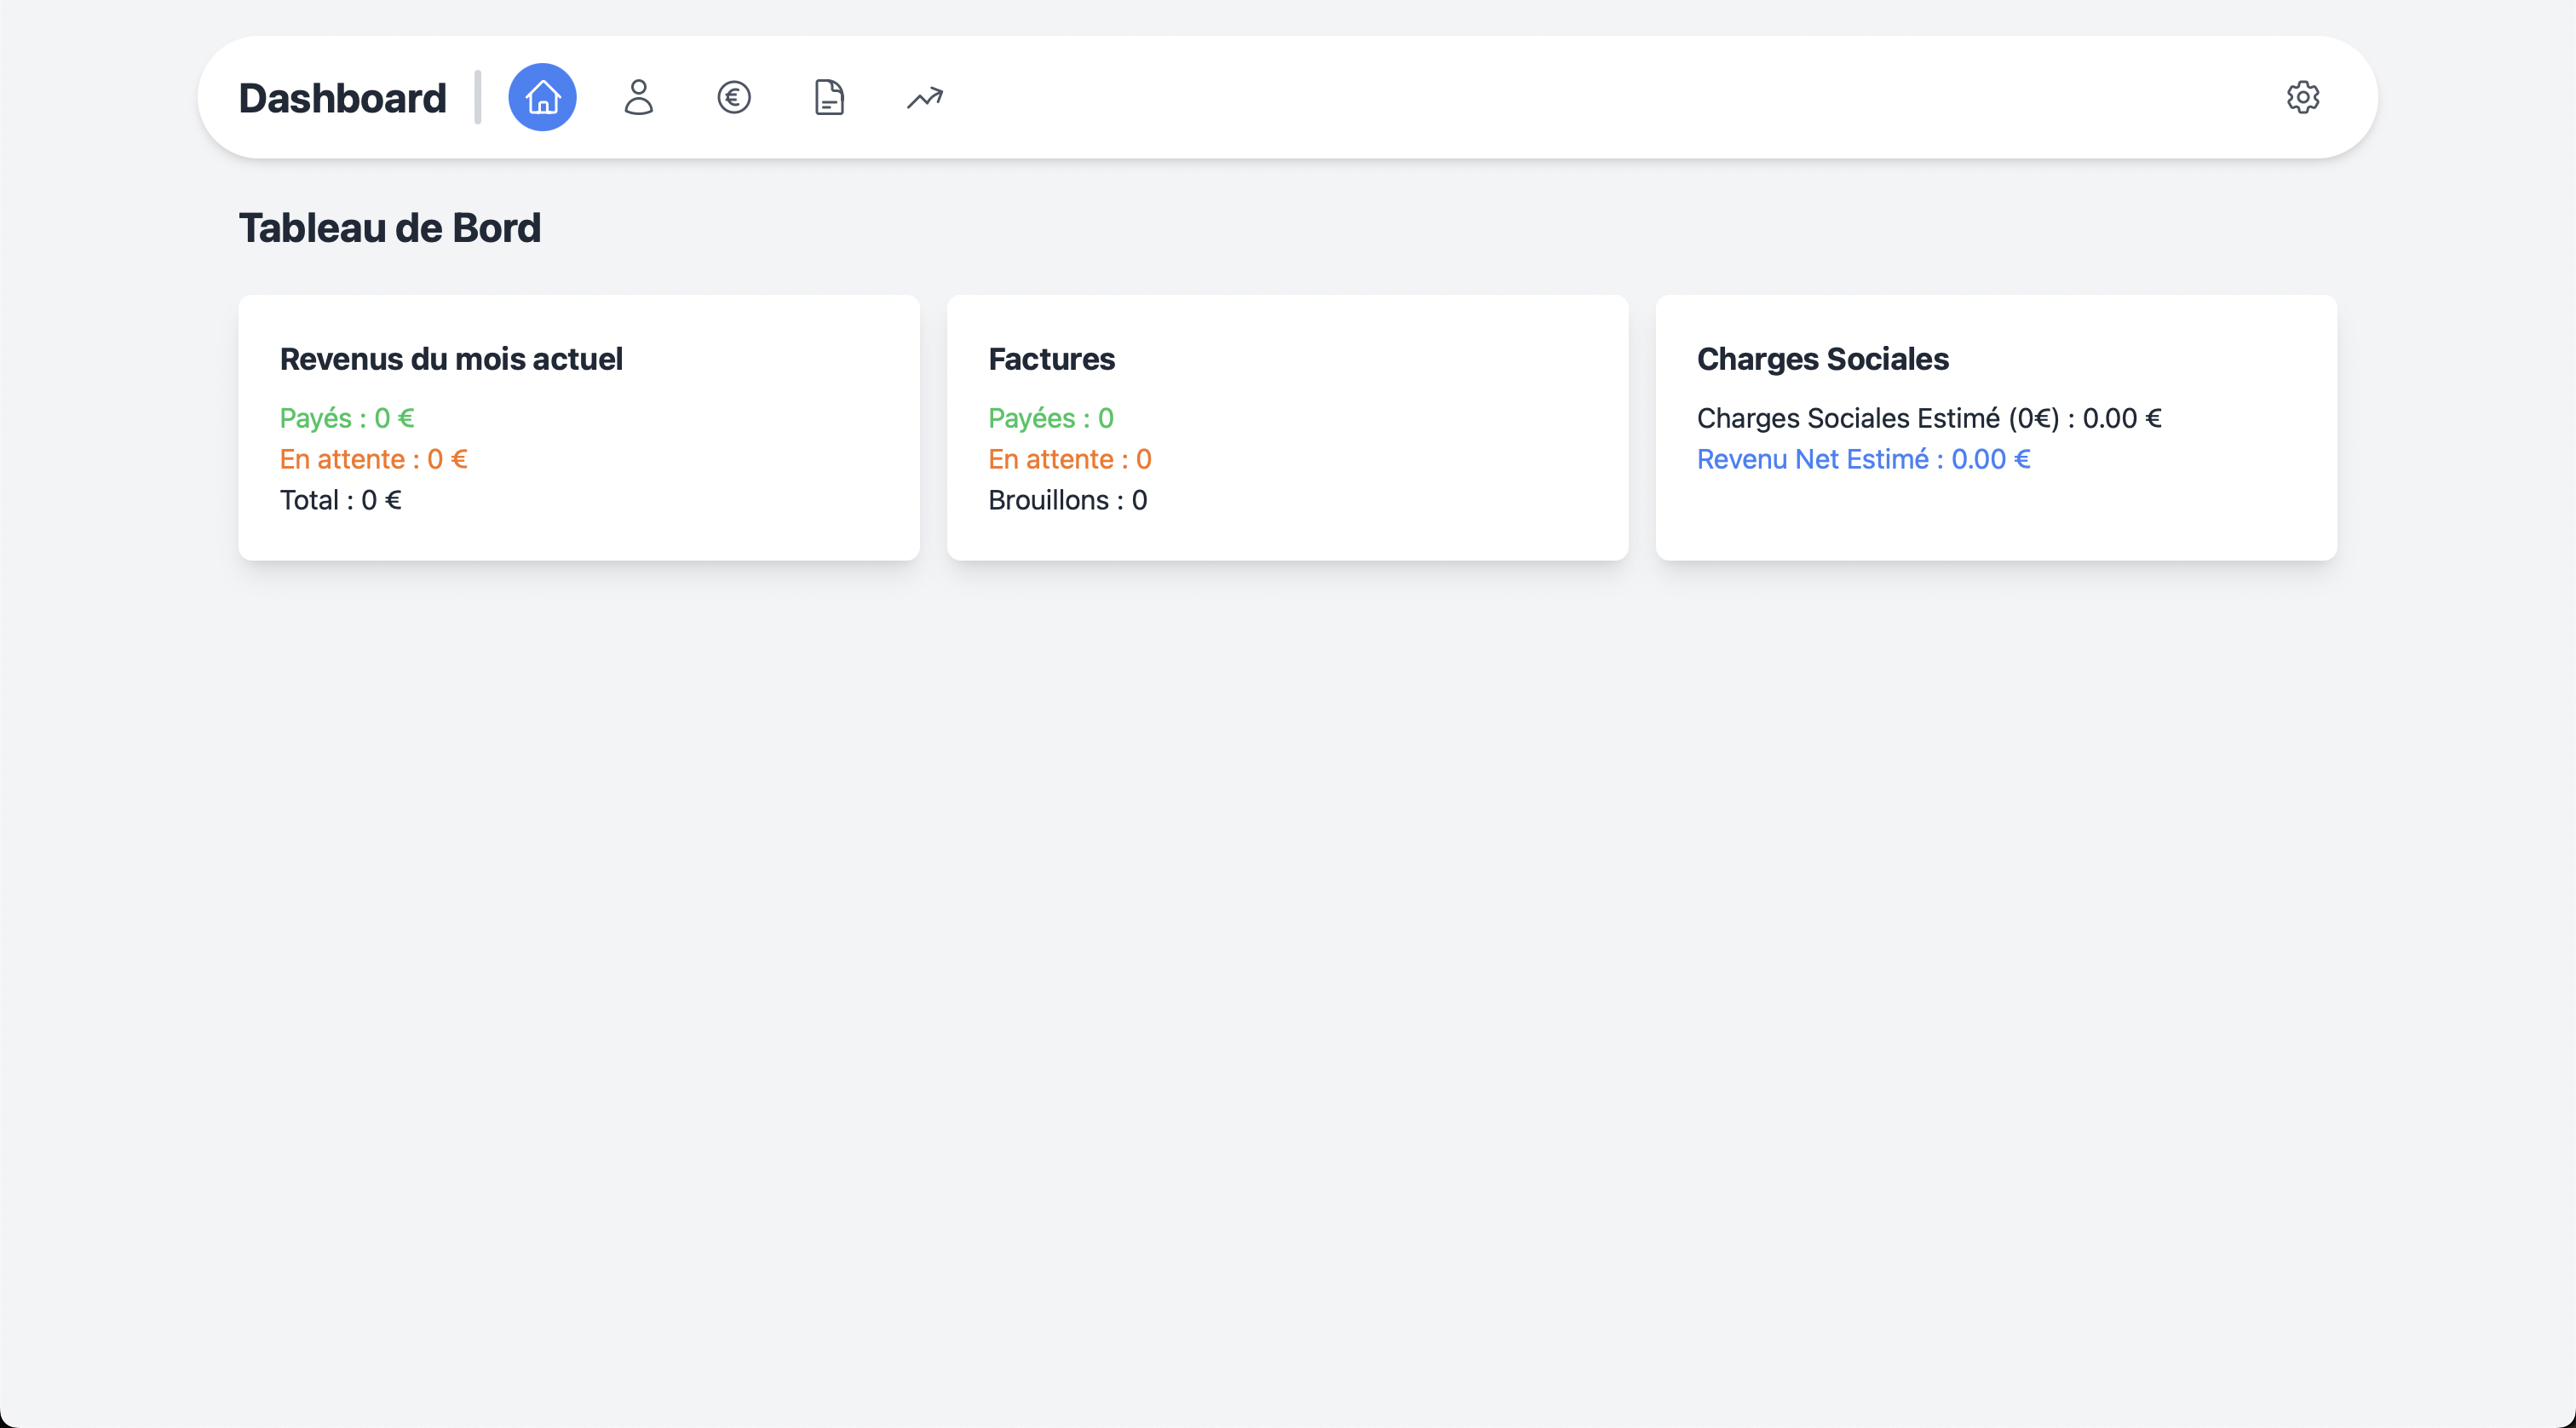 Dashboard
Tableau de Bord
Revenus du mois actuel
Payés : 0 €
En attente : 0 €
Total : 0 €
Factures
Payées : 0
En attente : 0
Brouillons : 0
Charges Sociales
Charges Sociales Estimé (0€) : 0.00 €
Revenu Net Estimé : 0.00 €